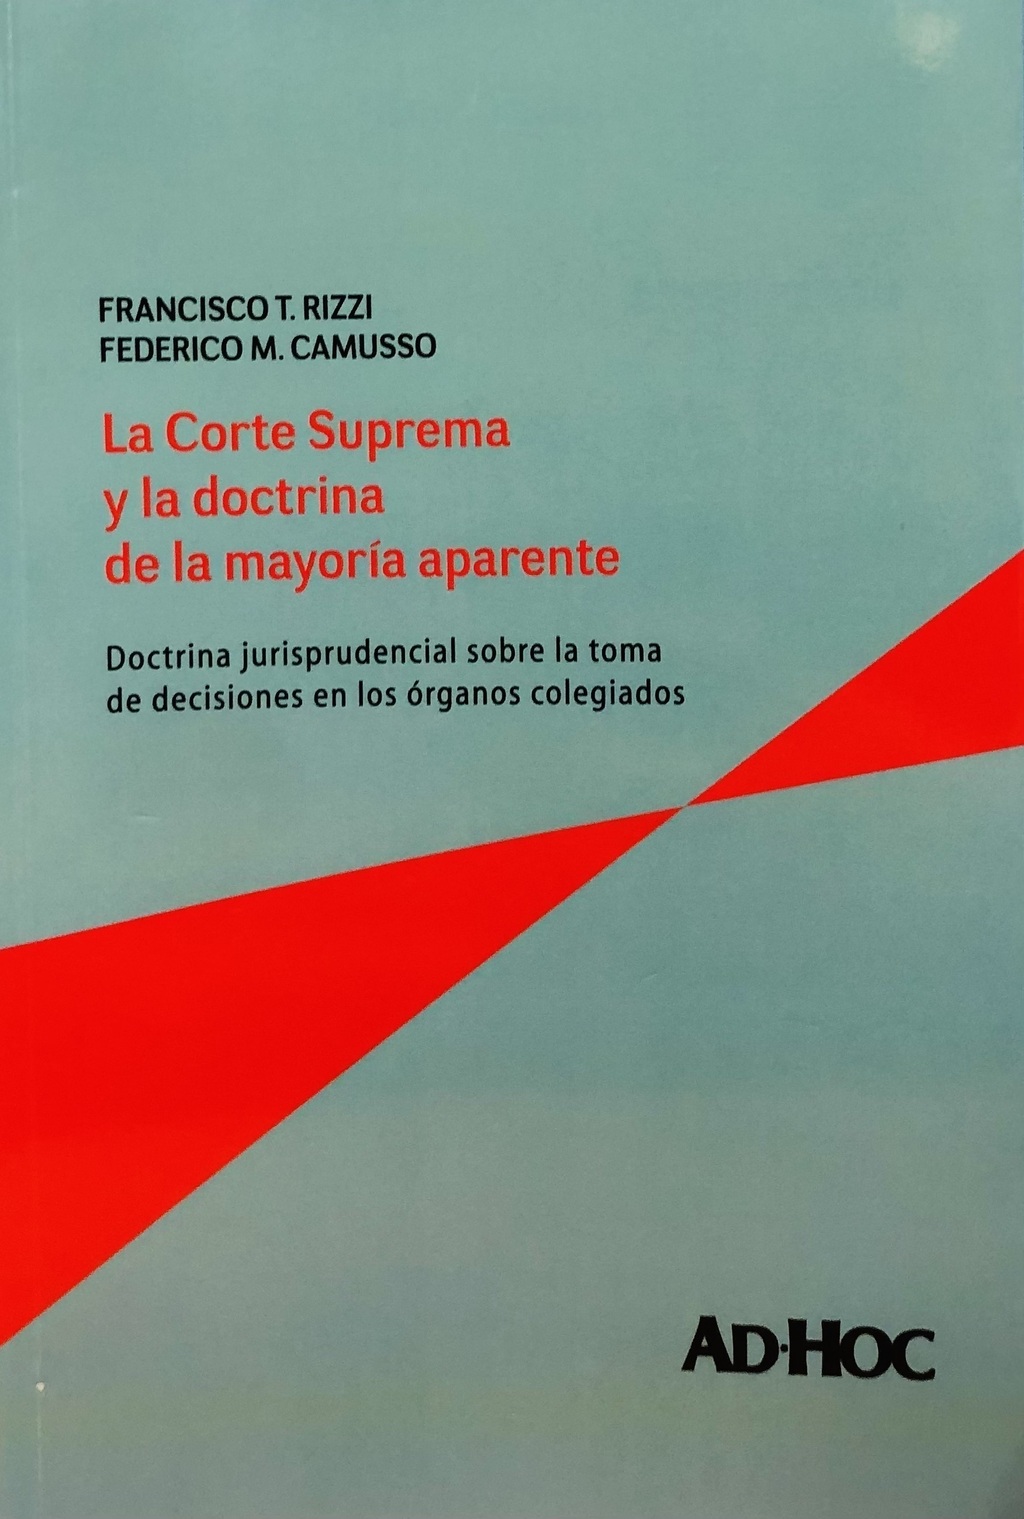 FRANCISCO T. RIZZI
FEDERICO M. CAMUSSO
La Corte Suprema
y la doctrina
de la mayoría aparente
Doctrina jurisprudencial sobre la toma
de decisiones en los órganos colegiados
AD·HOC